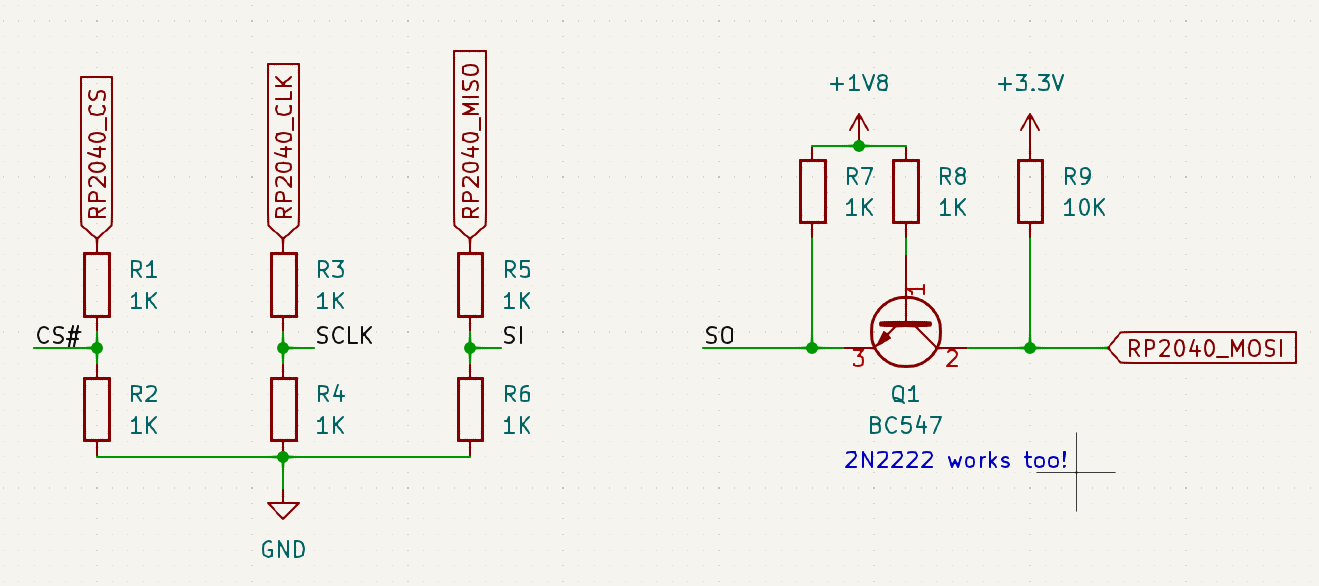 RP2040_CS
RP2040_CLK
RP2040_MISO
R1
1K
R3
1K
R5
1K
CS#
SCLK
SI
R2
1K
R4
1K
R6
1K
GND
+1V8
+3.3V
R7
1K
R8
1K
R9
10K
1
SO
3
2
RP2040_MOSI
Q1
BC547
2N2222 works too!